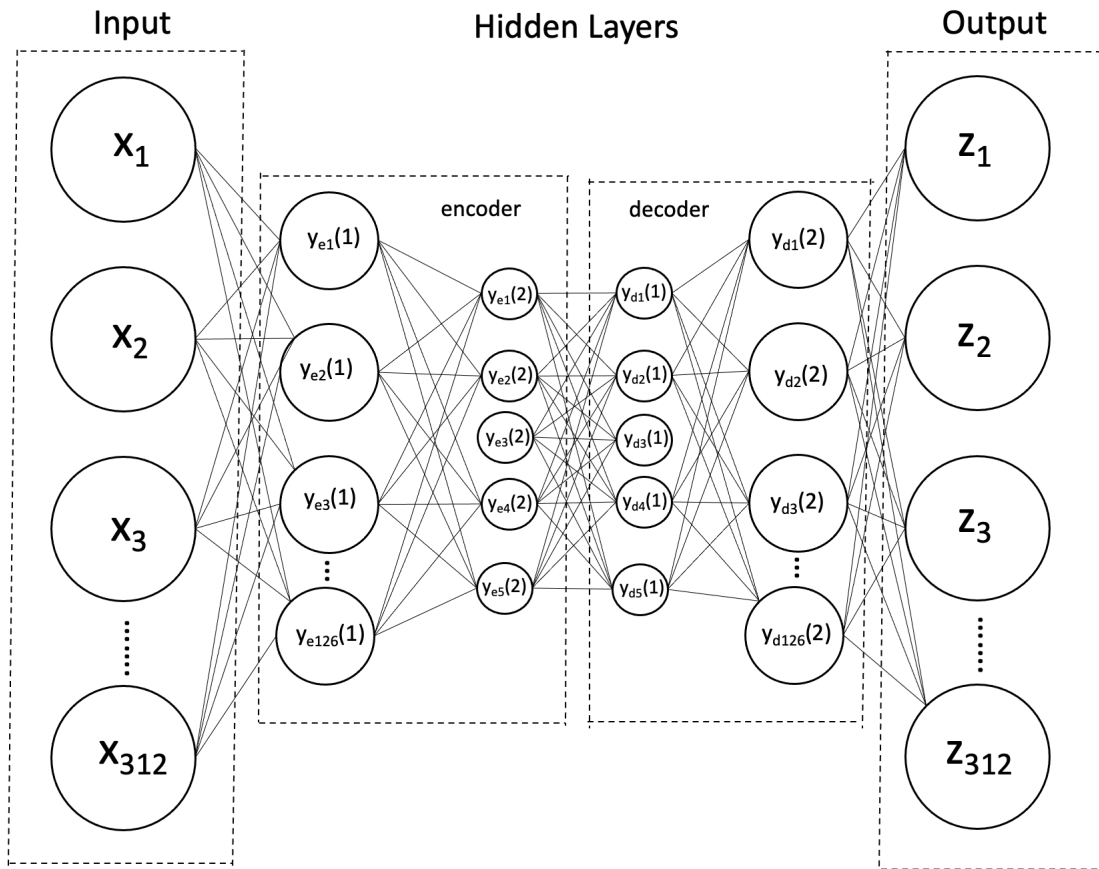 Input
Hidden Layers
Output
encoder
decoder
X1
X2
X3
X312
ye1(1)
ye2(1)
ye3(1)
ye126(1)
ye1(2)
ye2(2)
ye3(2)
ye4(2)
ye5(2)
yd1(1)
yd2(1)
yd3(1)
yd4(1)
yd5(1)
yd1(2)
yd2(2)
yd3(2)
yd126(2)
Z1
Z2
Z3
Z312